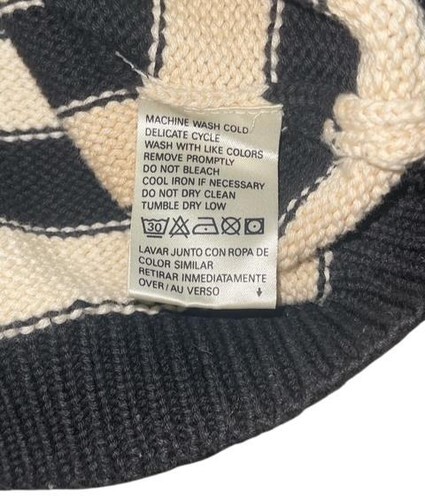 MACHINE WASH COLD
DELICATE CYCLE
WASH WITH LIKE COLORS
REMOVE PROMPTLY
DO NOT BLEACH
COOL IRON IF NECESSARY
DO NOT DRY CLEAN
TUMBLE DRY LOW
30
LAVAR JUNTO CON ROPA DE
COLOR SIMILAR
RETIRAR INMEDIATAMENTE
OVER / AU VERSO